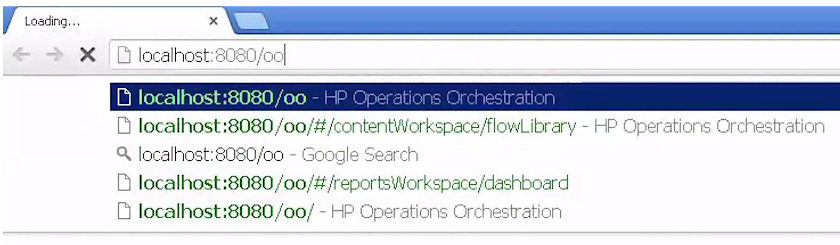 Loading...
localhost:8080/oo
localhost:8080/oo - HP Operations Orchestration
localhost:8080/oo/#/contentWorkspace/flowLibrary - HP Operations Orchestration
localhost:8080/oo - Google Search
localhost:8080/oo/#/reportsWorkspace/dashboard
localhost:8080/oo/ - HP Operations Orchestration